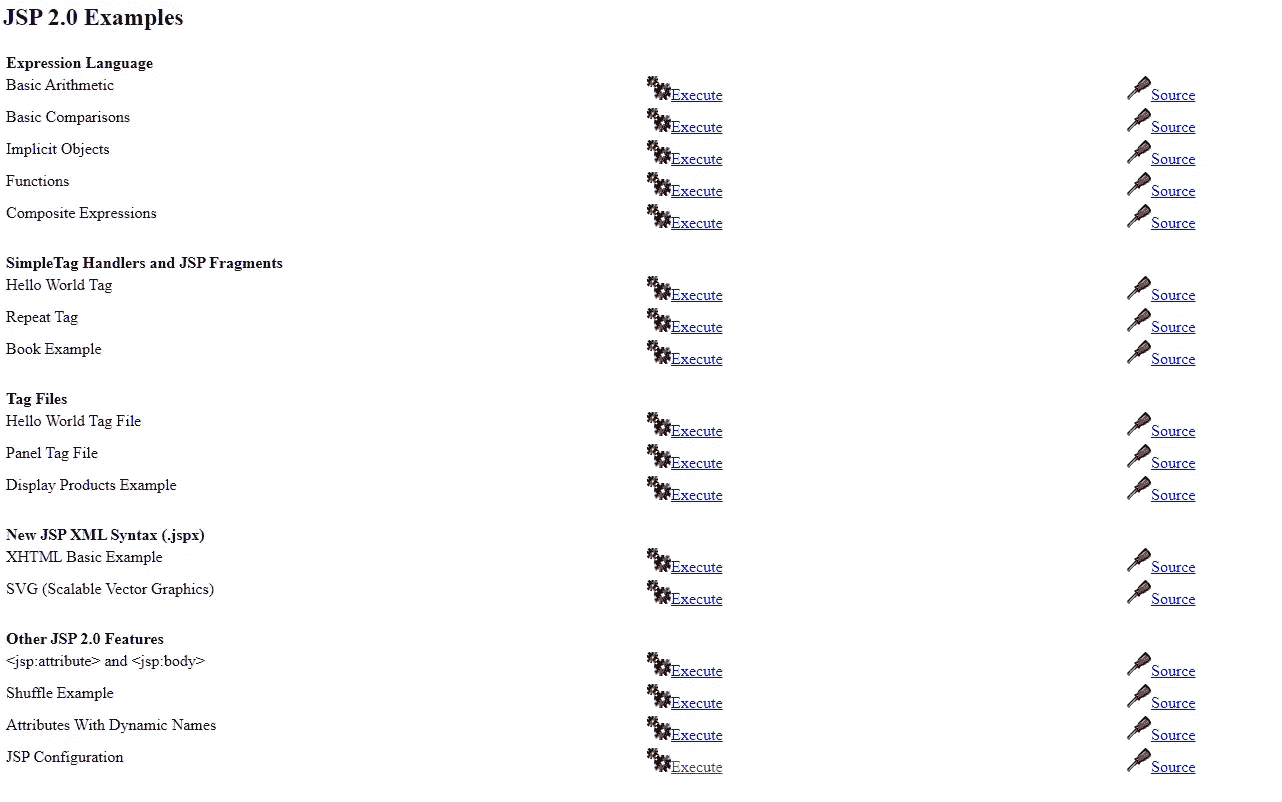 JSP 2.0 Examples
Expression Language
Basic Arithmetic Execute Source
Basic Comparisons Execute Source
Implicit Objects Execute Source
Functions Execute Source
Composite Expressions Execute Source
SimpleTag Handlers and JSP Fragments
Hello World Tag Execute Source
Repeat Tag Execute Source
Book Example Execute Source
Tag Files
Hello World Tag File Execute Source
Panel Tag File Execute Source
Display Products Example Execute Source
New JSP XML Syntax (.jspx)
XHTML Basic Example Execute Source
SVG (Scalable Vector Graphics) Execute Source
Other JSP 2.0 Features
<jsp:attribute> and <jsp:body> Execute Source
Shuffle Example Execute Source
Attributes With Dynamic Names Execute Source
JSP Configuration Execute Source